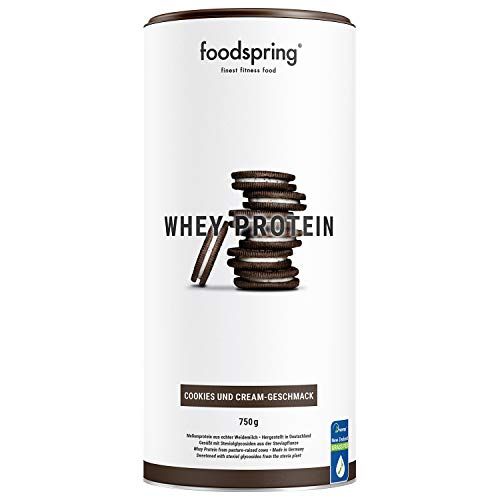 foodspring®
finest fitness food
WHEY PROTEIN
COOKIES UND CREAM-GESCHMACK
750g
Molkenprotein aus echter Weidemilch • Hergestellt in Deutschland
Gesüßt mit Steviolglycosiden aus der Steviapflanze
Whey Protein from pasture-raised cows • Made in Germany
Sweetened with steviol glycosides from the stevia plant
New Zealand